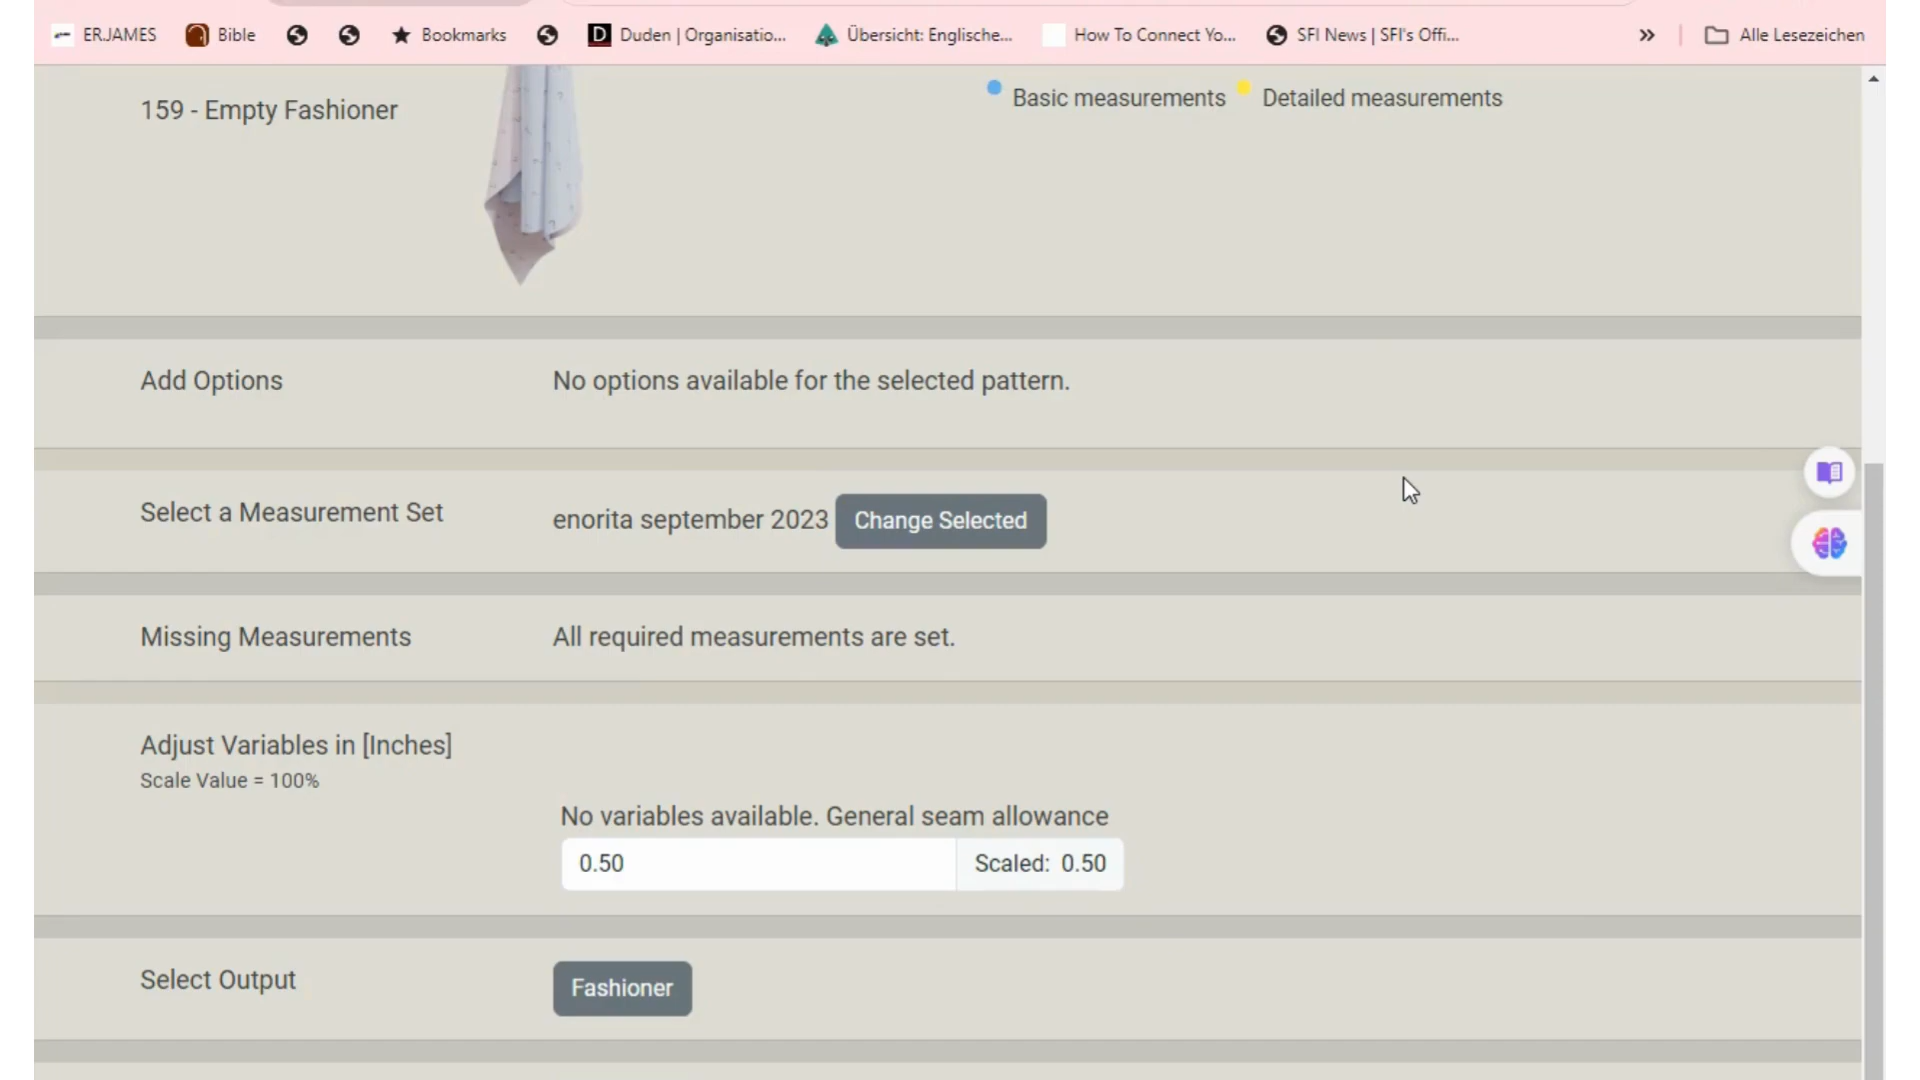 ER.JAMES Bible Bookmarks Duden | Organisatio... Übersicht: Englische... How To Connect Yo... SFI News | SFI's Offi... » Alle Lesezeichen
159 - Empty Fashioner
Basic measurements Detailed measurements
Add Options No options available for the selected pattern.
Select a Measurement Set enorita september 2023 Change Selected
Missing Measurements All required measurements are set.
Adjust Variables in [Inches]
Scale Value = 100%
No variables available. General seam allowance
0.50 Scaled: 0.50
Select Output Fashioner